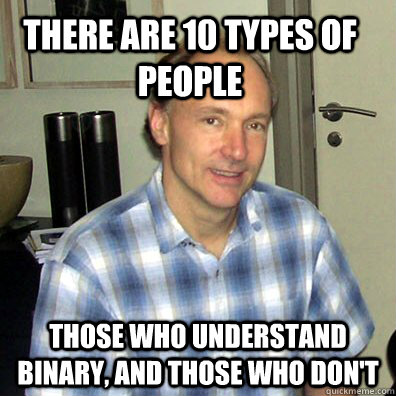 THERE ARE 10 TYPES OF
PEOPLE
THOSE WHO UNDERSTAND
BINARY, AND THOSE WHO DON'T
quickmeme.com